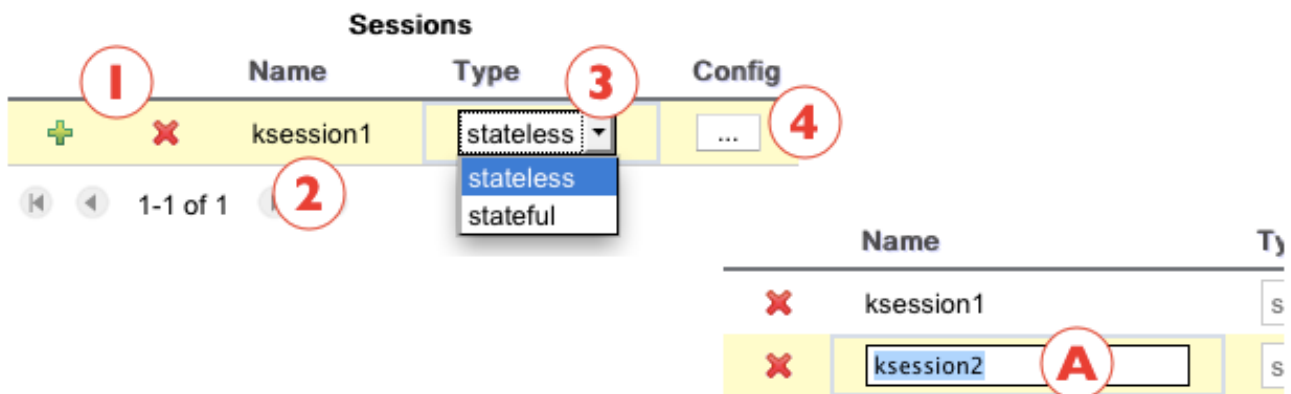 Sessions
Name Type Config
1 3
ksession1 stateless ... 4
stateless
1-1 of 1 2
stateful
Name Ty
ksession1 s
ksession2 A s